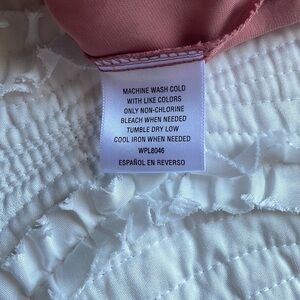 MACHINE WASH COLD
WITH LIKE COLORS
ONLY NON-CHLORINE
BLEACH WHEN NEEDED
TUMBLE DRY LOW
COOL IRON WHEN NEEDED
WPL8046
ESPAÑOL EN REVERSO